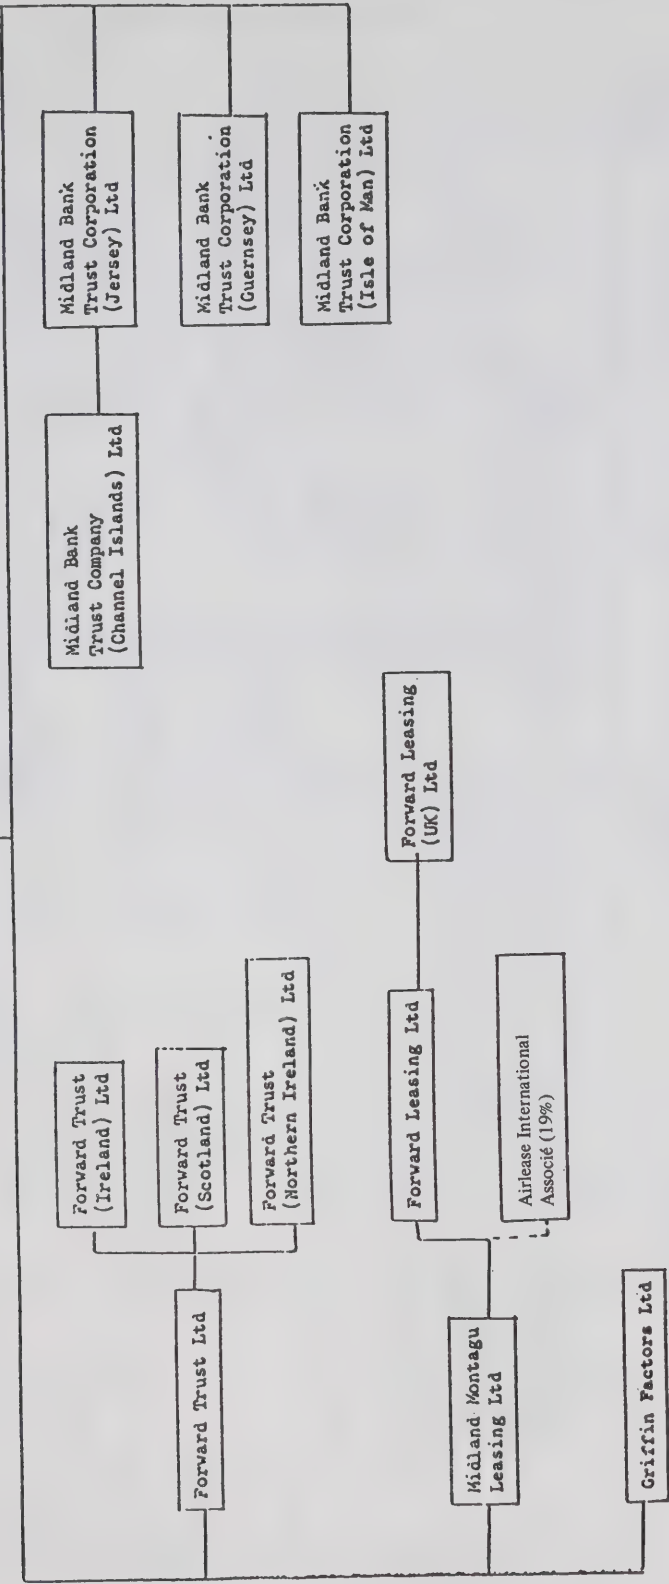 Forward Trust Ltd
Forward Trust
(Ireland) Ltd
Forward Trust
(Scotland) Ltd
Forward Trust
(Northern Ireland) Ltd
Midland Montagu
Leasing Ltd
Forward Leasing Ltd
Forward Leasing
(UK) Ltd
Airlease International
Associé (19%)
Griffin Factors Ltd
Midland Bank
Trust Company
(Channel Islands) Ltd
Midland Bank
Trust Corporation
(Jersey) Ltd
Midland Bank
Trust Corporation
(Guernsey) Ltd
Midland Bank
Trust Corporation
(Isle of Man) Ltd